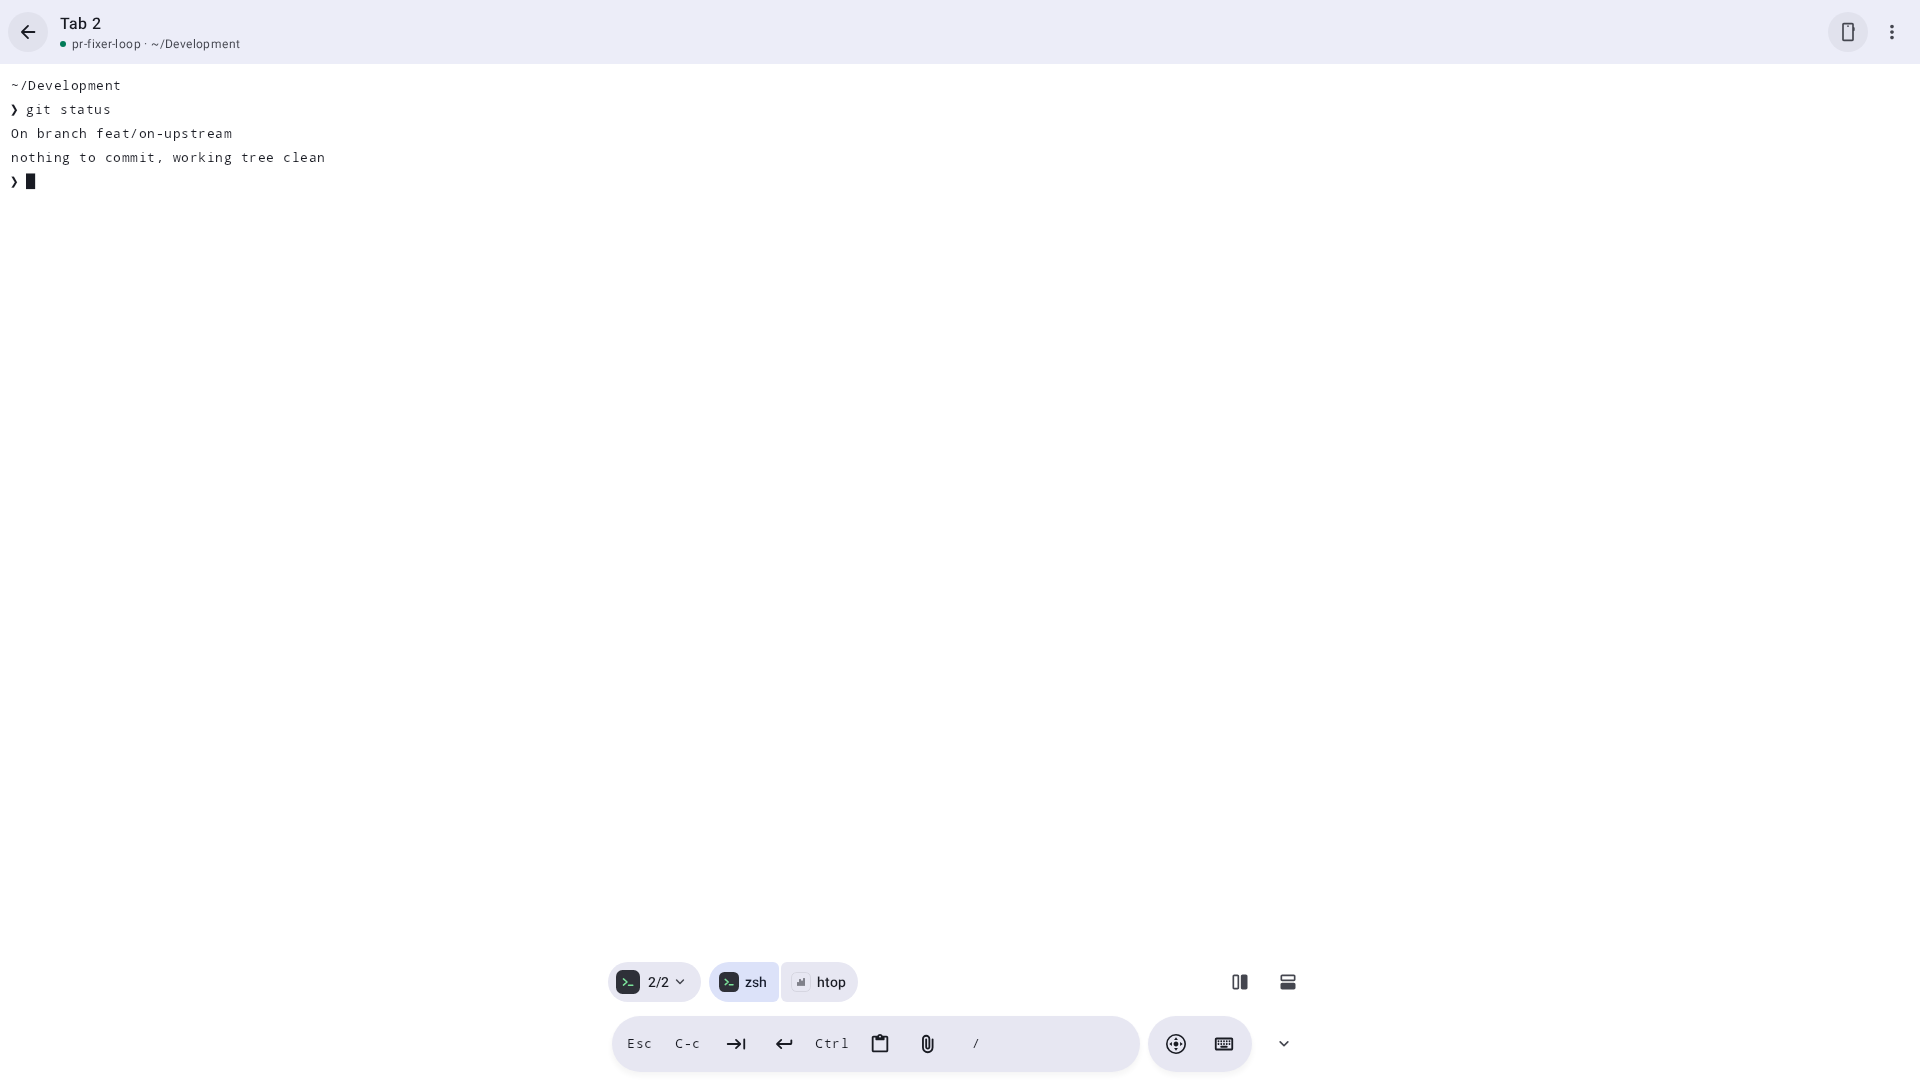 Tab 2
pr-fixer-loop · ~/Development
~/Development
❯ git status
On branch feat/on-upstream
nothing to commit, working tree clean
❯
2/2 zsh htop
Esc C-c Ctrl /